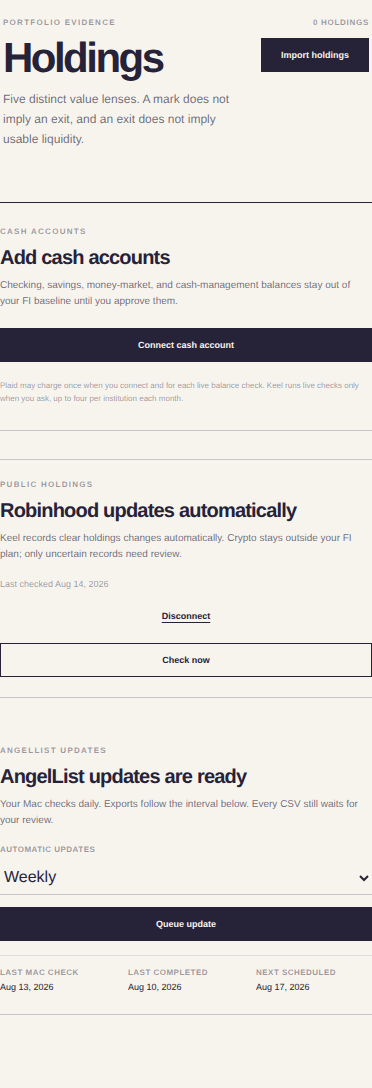 PORTFOLIO EVIDENCE
0 HOLDINGS
Holdings
Import holdings
Five distinct value lenses. A mark does not
imply an exit, and an exit does not imply
usable liquidity.
CASH ACCOUNTS
Add cash accounts
Checking, savings, money-market, and cash-management balances stay out of
your FI baseline until you approve them.
Connect cash account
Plaid may charge once when you connect and for each live balance check. Keel runs live checks only
when you ask, up to four per institution each month.
PUBLIC HOLDINGS
Robinhood updates automatically
Keel records clear holdings changes automatically. Crypto stays outside your FI
plan; only uncertain records need review.
Last checked Aug 14, 2026
Disconnect
Check now
ANGELLIST UPDATES
AngelList updates are ready
Your Mac checks daily. Exports follow the interval below. Every CSV still waits for
your review.
AUTOMATIC UPDATES
Weekly
Queue update
LAST MAC CHECK
LAST COMPLETED
NEXT SCHEDULED
Aug 13, 2026
Aug 10, 2026
Aug 17, 2026